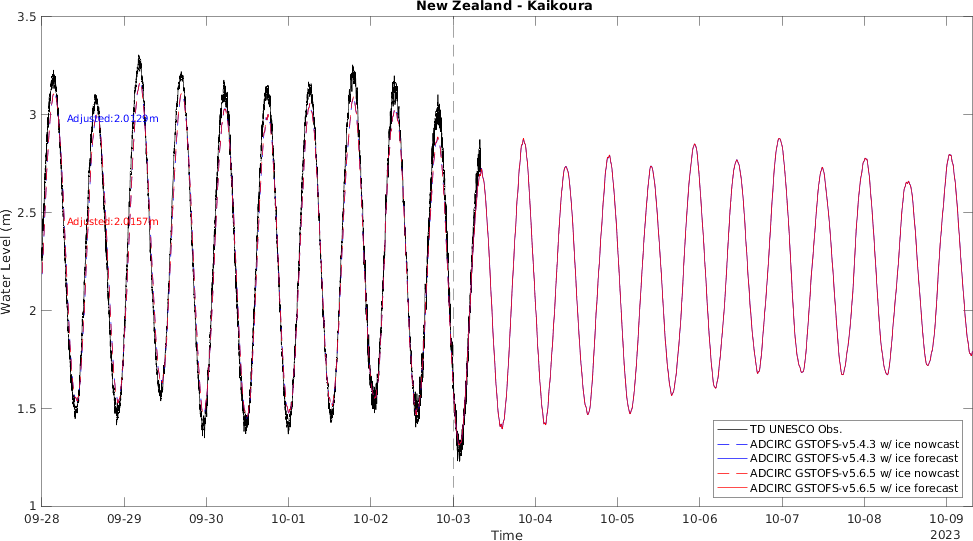 New Zealand - Kaikoura
3.5
3
2.5
2
1.5
1
Water Level (m)
Adjusted:2.0129m
Adjusted:2.0157m
TD UNESCO Obs.
ADCIRC GSTOFS-v5.4.3 w/ ice nowcast
ADCIRC GSTOFS-v5.4.3 w/ ice forecast
ADCIRC GSTOFS-v5.6.5 w/ ice nowcast
ADCIRC GSTOFS-v5.6.5 w/ ice forecast
09-28 09-29 09-30 10-01 10-02 10-03 10-04 10-05 10-06 10-07 10-08 10-09
2023
Time